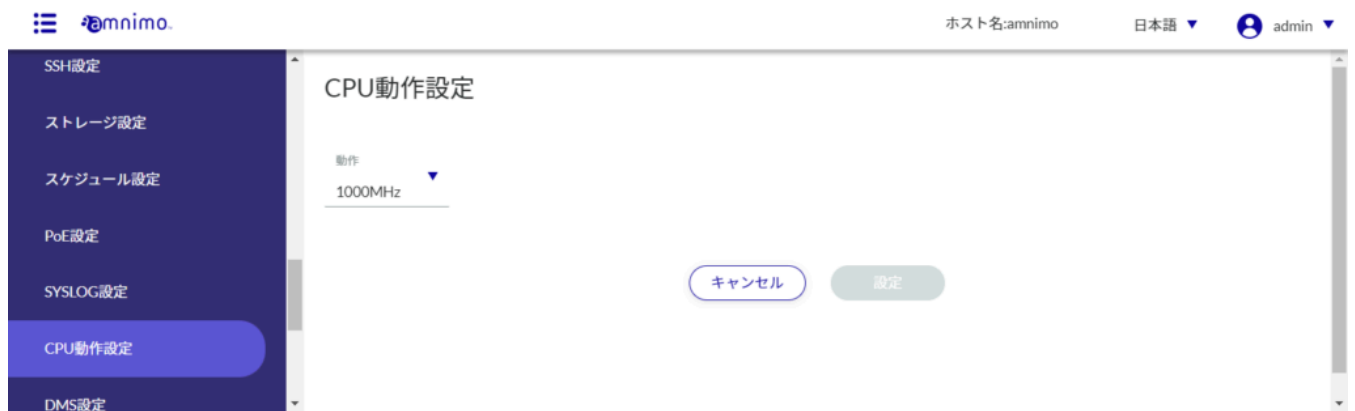 amnimo
ホスト名:amnimo
日本語
admin
SSH設定
ストレージ設定
スケジュール設定
PoE設定
SYSLOG設定
CPU動作設定
DMS設定
CPU動作設定
動作
1000MHz
キャンセル
設定